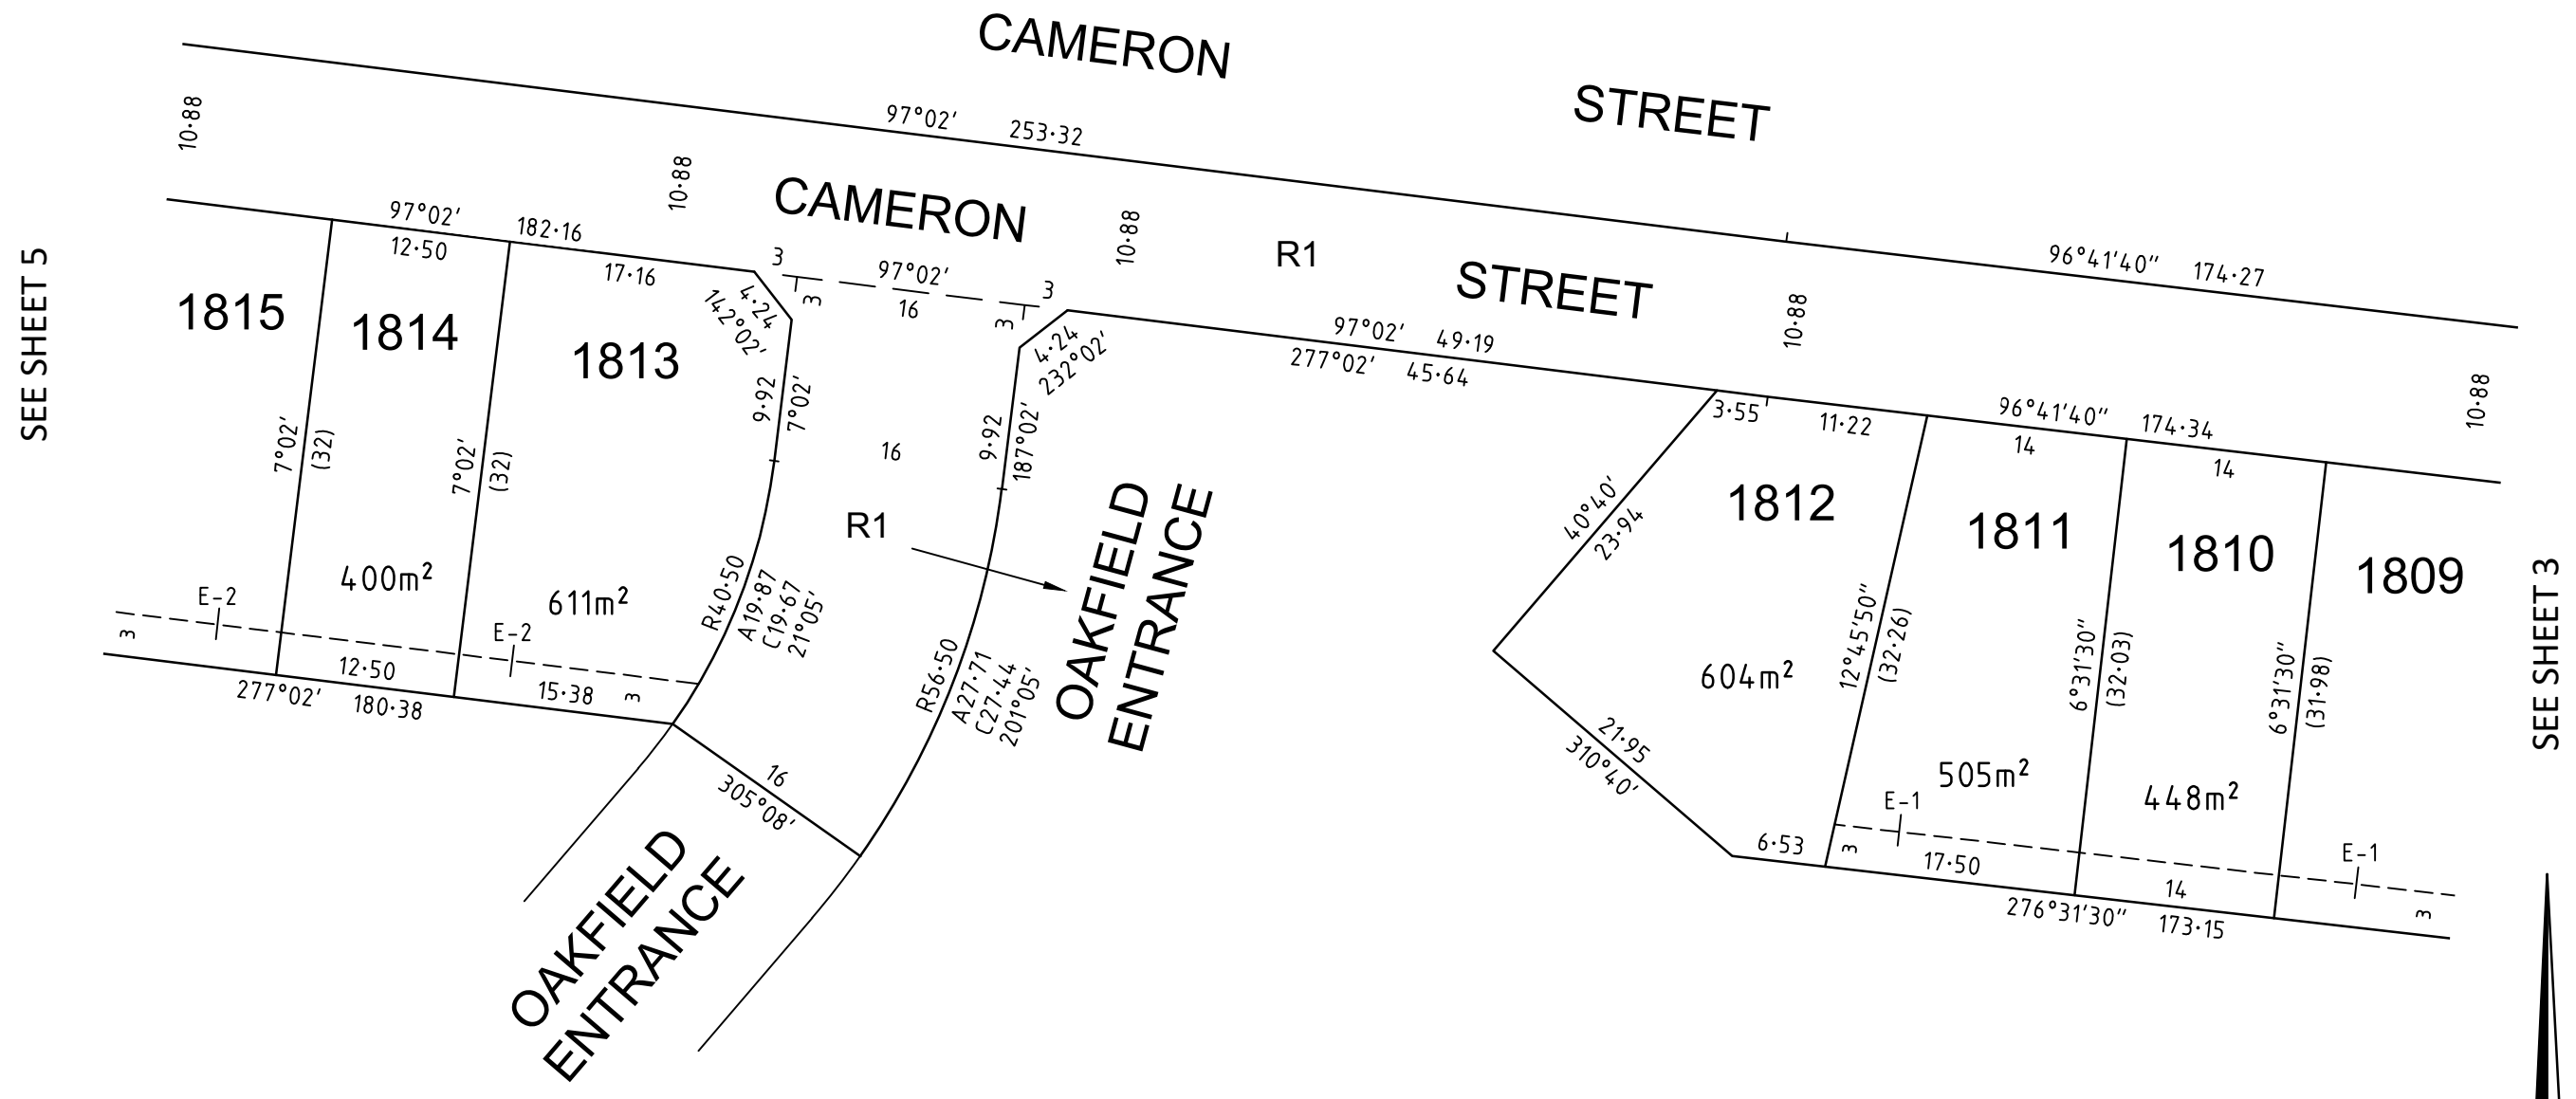 CAMERON STREET
97°02' 253·32
96°41'40" 174·27
10·88
10·88
10·88
10·88
10·88
CAMERON STREET
R1
SEE SHEET 5
97°02' 182·16
12·50
17·16
4·24
142°02'
3
3
97°02'
16
3
3
4·24
232°02'
97°02' 49·19
277°02' 45·64
3·55
11·22
96°41'40" 174·34
14
14
1815
1814
1813
1812
1811
1810
1809
7°02'
(32)
7°02'
(32)
9·92
7°02'
16
9·92
187°02'
R1
OAKFIELD
ENTRANCE
40°40'
23·94
12°45'50"
(32·26)
6°31'30"
(32·03)
6°31'30"
(31·98)
SEE SHEET 3
400m²
611m²
R40·50
A19·87
C19·67
21°05'
R56·50
A27·71
C27·44
201°05'
604m²
505m²
448m²
E-2
E-2
3
12·50
15·38
3
277°02' 180·38
16
305°08'
21·95
310°40'
6·53
E-1
3
17·50
14
E-1
3
276°31'30" 173·15
OAKFIELD
ENTRANCE